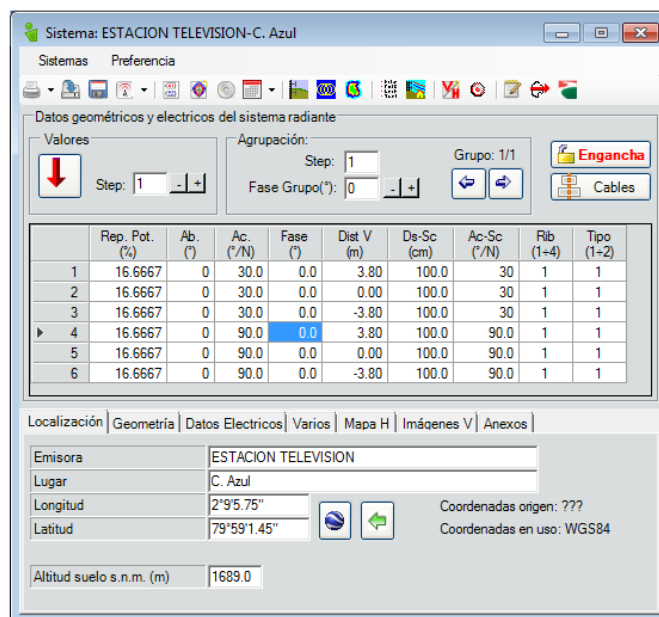 Sistema: ESTACION TELEVISION-C. Azul
Sistemas Preferencia
Datos geométricos y electricos del sistema radiante
Valores Agrupación:
Step: 1 Grupo: 1/1 Engancha
Step: 1 - + Fase Grupo(°): 0 - + Cables
Rep. Pot. (%) Ab. (°) Ac. (°/N) Fase (°) Dist V (m) Ds-Sc (cm) Ac-Sc (°/N) Rib (1÷4) Tipo (1÷2)
1 16.6667 0 30.0 0.0 3.80 100.0 30 1 1
2 16.6667 0 30.0 0.0 0.00 100.0 30 1 1
3 16.6667 0 30.0 0.0 -3.80 100.0 30 1 1
4 16.6667 0 90.0 0.0 3.80 100.0 90.0 1 1
5 16.6667 0 90.0 0.0 0.00 100.0 90.0 1 1
6 16.6667 0 90.0 0.0 -3.80 100.0 90.0 1 1
Localización Geometría Datos Electricos Varios Mapa H Imágenes V Anexos
Emisora ESTACION TELEVISION
Lugar C. Azul
Longitud 2°9'5.75" Coordenadas origen: ???
Latitud 79°59'1.45" Coordenadas en uso: WGS84
Altitud suelo s.n.m. (m) 1689.0